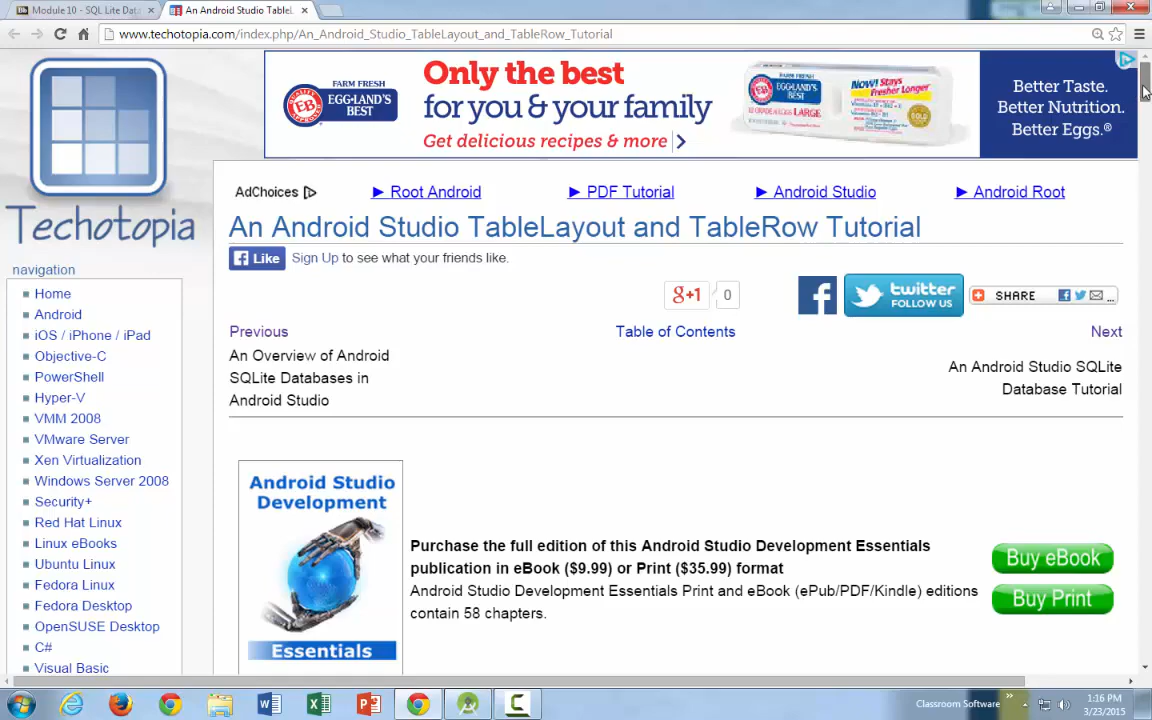 Module 10 - SQL Lite Dat
An Android Studio TableL
www.techotopia.com/index.php/An_Android_Studio_TableLayout_and_TableRow_Tutorial
FARM FRESH
EB
EGGLAND'S
BEST
Only the best
for you & your family
Get delicious recipes & more
EGGLAND'S
BEST
LARGE
NOW! Stays
Fresher Longer
Better Taste.
Better Nutrition.
Better Eggs.®
Techotopia
AdChoices
► Root Android
► PDF Tutorial
► Android Studio
► Android Root
An Android Studio TableLayout and TableRow Tutorial
Like
Sign Up to see what your friends like.
g+1
0
twitter
FOLLOW US
SHARE
Previous
Table of Contents
Next
An Overview of Android
SQLite Databases in
Android Studio
An Android Studio SQLite
Database Tutorial
navigation
Home
Android
iOS / iPhone / iPad
Objective-C
PowerShell
Hyper-V
VMM 2008
VMware Server
Xen Virtualization
Windows Server 2008
Security+
Red Hat Linux
Linux eBooks
Ubuntu Linux
Fedora Linux
Fedora Desktop
OpenSUSE Desktop
C#
Visual Basic
Android Studio
Development
Essentials
Purchase the full edition of this Android Studio Development Essentials
publication in eBook ($9.99) or Print ($35.99) format
Android Studio Development Essentials Print and eBook (ePub/PDF/Kindle) editions
contain 58 chapters.
Buy eBook
Buy Print
Classroom Software
1:16 PM
3/23/2015